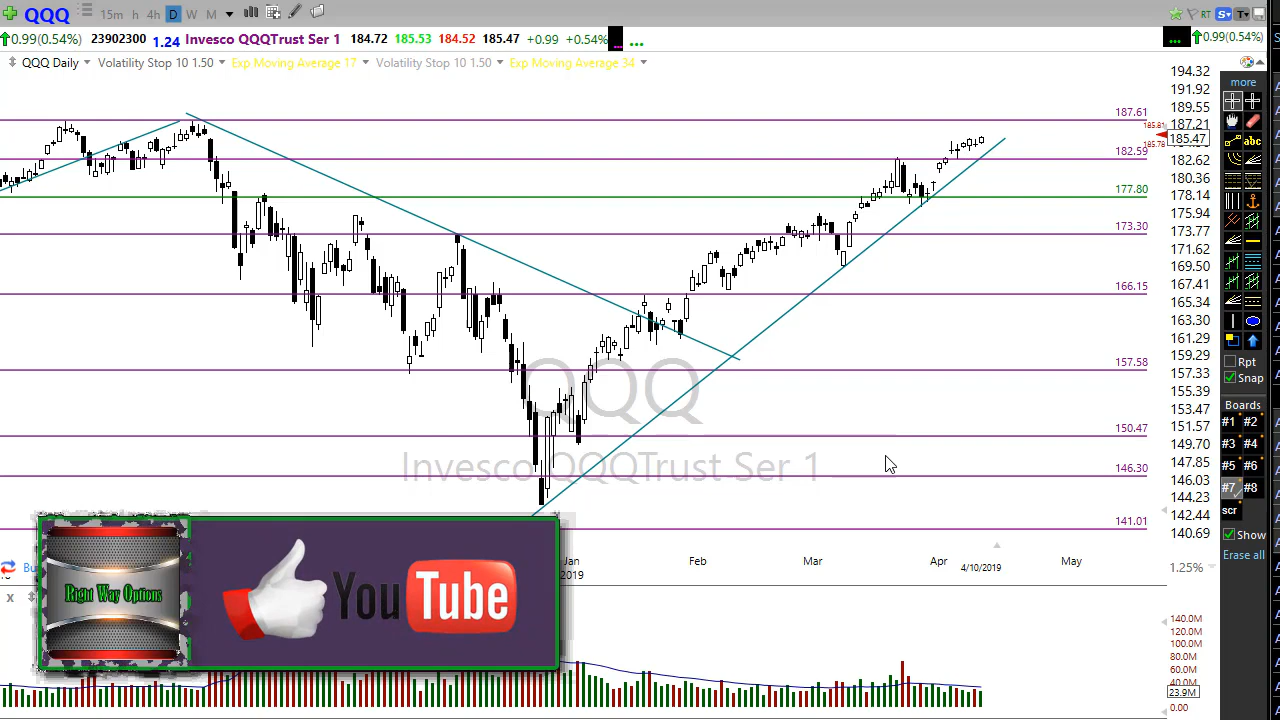 QQQ 15m h 4h D W M RT S T
0.99(0.54%) 23902300 1.24 Invesco QQQTrust Ser 1 184.72 185.53 184.52 185.47 +0.99 +0.54% 0.99(0.54%)
QQQ Daily Volatility Stop 10 1.50 Exp Moving Average 17 Volatility Stop 10 1.50 Exp Moving Average 34
194.32
191.92
189.55
187.21
185.81
185.47
185.78
182.62
180.36
178.14
175.94
173.77
171.62
169.50
167.41
165.34
163.30
161.29
159.29
157.33
155.39
153.47
151.57
149.70
147.85
146.03
144.23
142.44
140.69
187.61
182.59
177.80
173.30
166.15
157.58
150.47
146.30
141.01
QQQ
Invesco QQQTrust Ser 1
Jan Feb Mar Apr May
2019 4/10/2019
1.25%
Bu
x
Right Way Options
YouTube
140.0M
120.0M
100.0M
80.0M
60.0M
40.0M
23.9M
0.00
more
abc
Rpt
Snap
Boards
#1 #2
#3 #4
#5 #6
#7 #8
scr
Show
Erase all